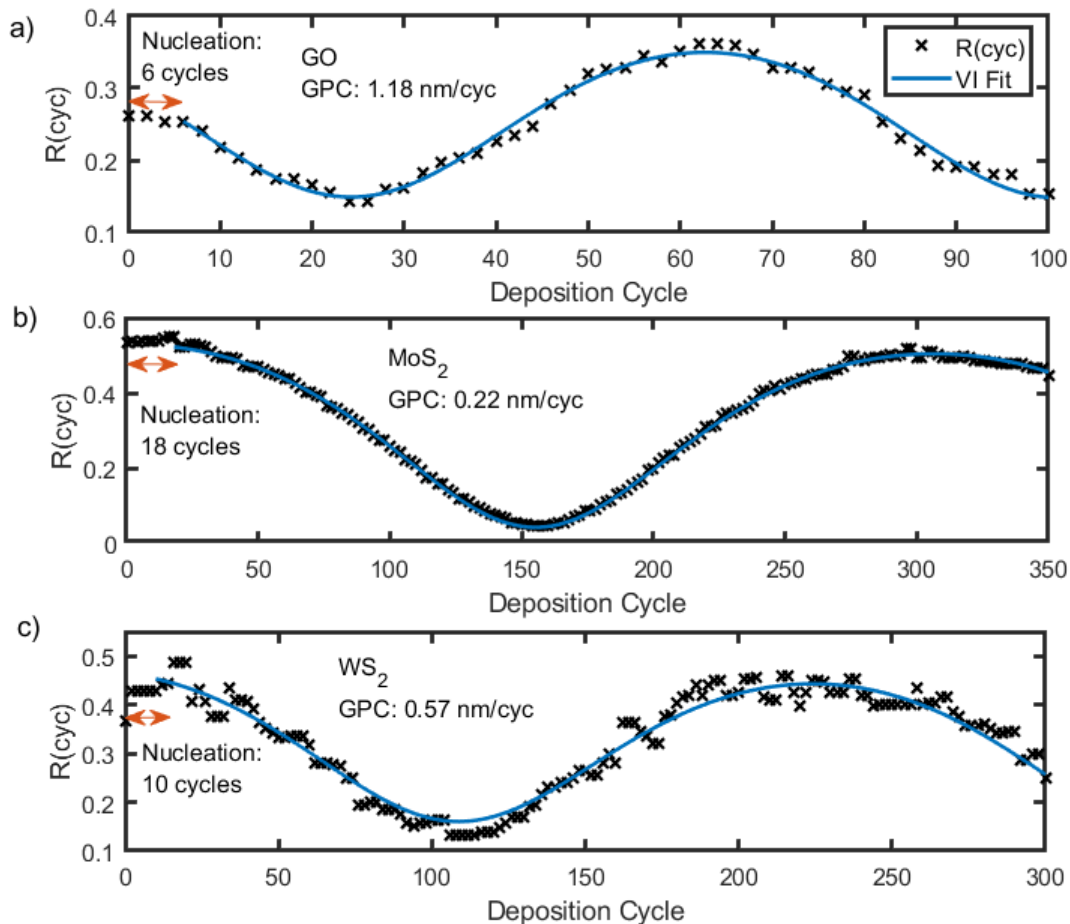 a)
0.4
0.3
0.2
0.1
R(cyc)
Nucleation:
6 cycles
GO
GPC: 1.18 nm/cyc
R(cyc)
VI Fit
0 10 20 30 40 50 60 70 80 90 100
Deposition Cycle
b)
0.6
0.4
0.2
0
R(cyc)
MoS2
GPC: 0.22 nm/cyc
Nucleation:
18 cycles
0 50 100 150 200 250 300 350
Deposition Cycle
c)
0.5
0.4
0.3
0.2
0.1
R(cyc)
WS2
GPC: 0.57 nm/cyc
Nucleation:
10 cycles
0 50 100 150 200 250 300
Deposition Cycle